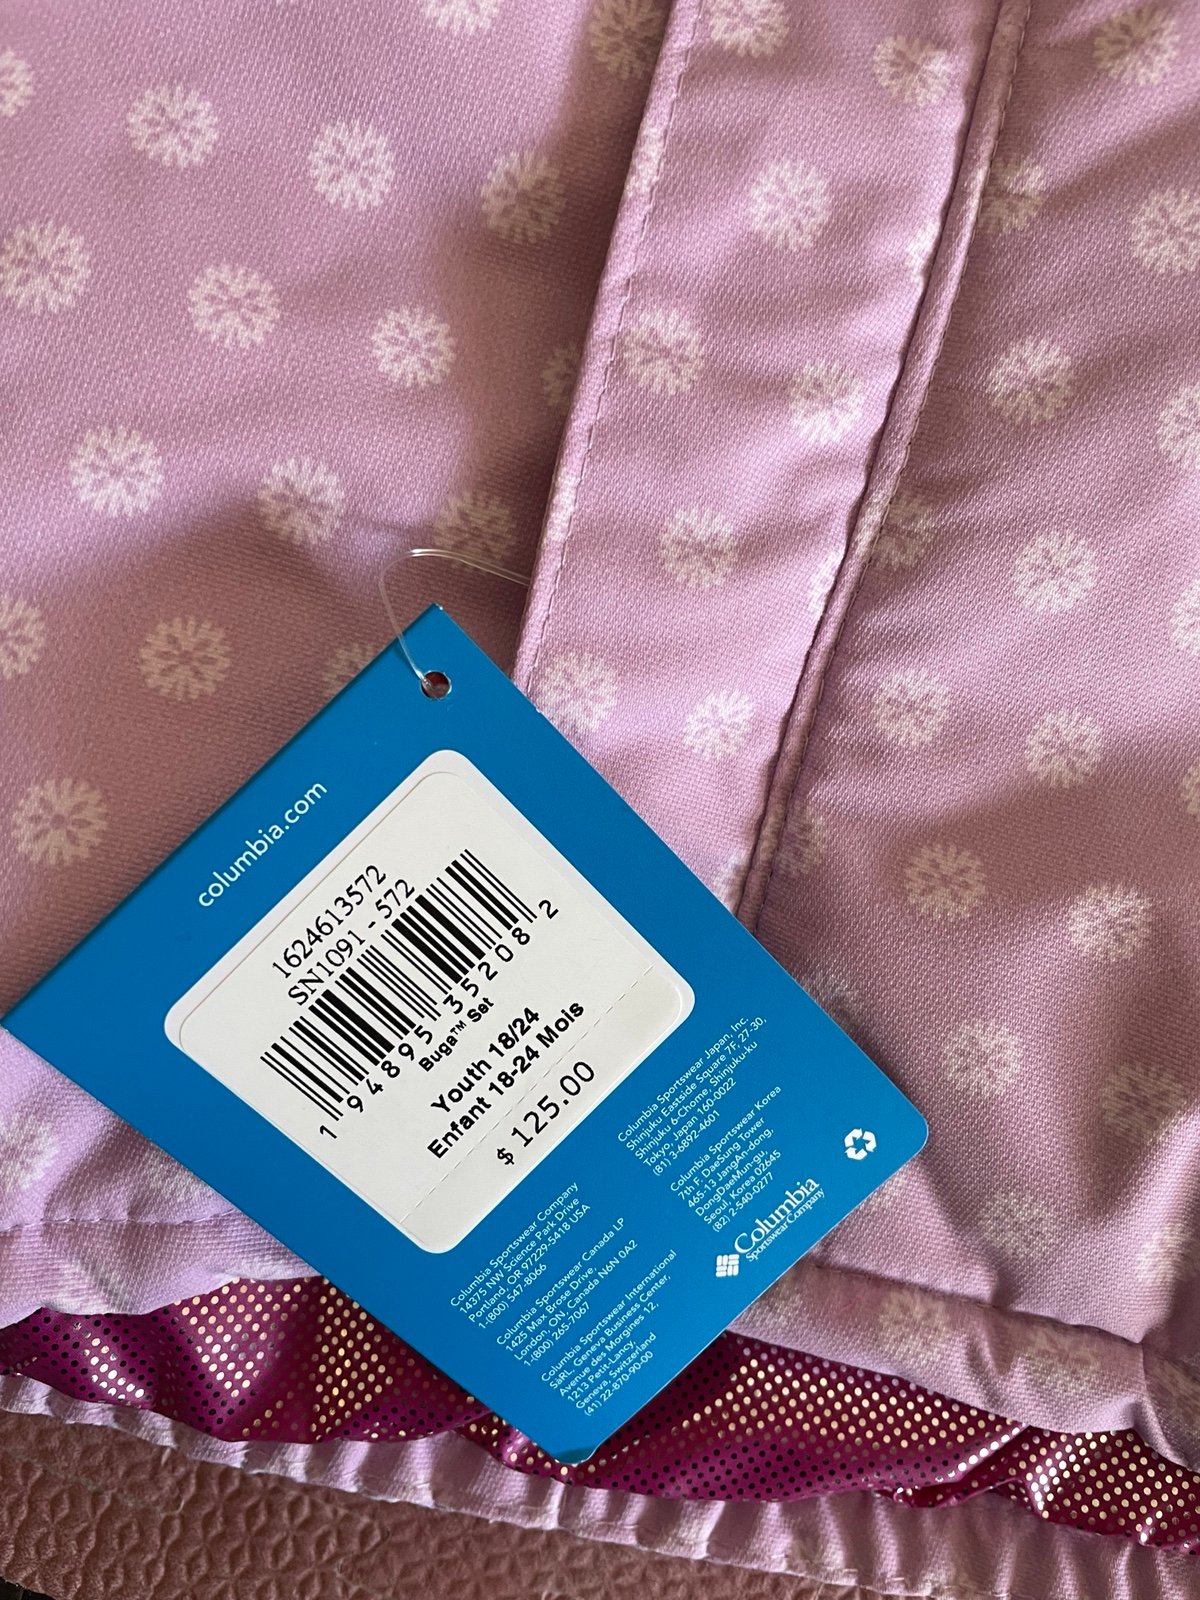 columbia.com
1624613572
SN1091 - 572
1 94895 35208 2
Buga™ Set
Youth 18/24
Enfant 18-24 Mois
$ 125.00
Columbia Sportswear Company
14375 NW Science Park Drive
Portland, OR 97229-5418 USA
1-(800) 547-8066
Columbia Sportswear Canada LP
1425 Max Brose Drive,
London, ON, Canada N6N 0A2
1-(800) 265-7067
Columbia Sportswear International
SàRL, Geneva Business Center,
Avenue des Morgines 12,
1213 Petit-Lancy,
Geneva, Switzerland
(41) 22-870-90-00
Columbia Sportswear Japan, Inc.
Shinjuku Eastside Square 7F, 27-30,
Shinjuku 6-Chome, Shinjuku-ku
Tokyo, Japan 160-0022
(81) 3-6892-4601
Columbia Sportswear Korea
7th F. DaeSung Tower
465-13 JangAn-dong,
DongDaeMun-gu,
Seoul, Korea 02645
(82) 2-540-0277
Columbia
Sportswear Company